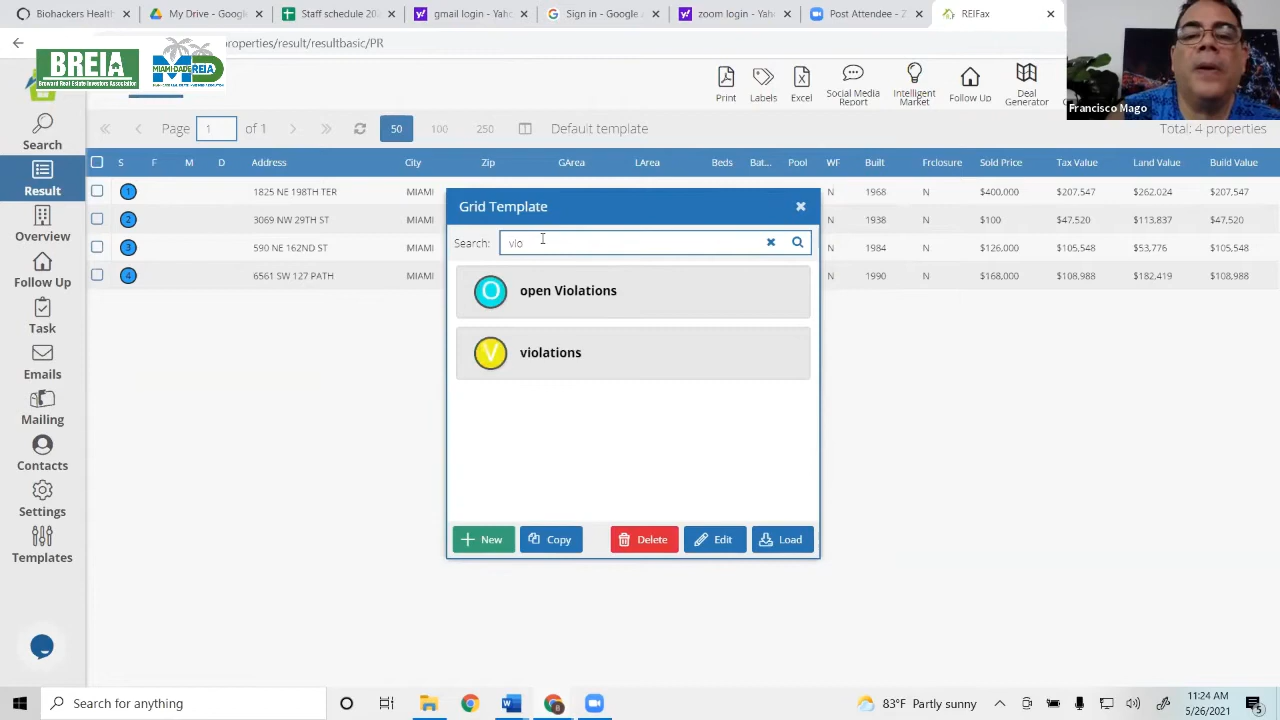 Biohackers - Google
My Drive - Google D
Staff schedule 202
gmail login - Yahoo
Sign in - Google A
zoom login - Yahoo
Post Attendee - Z
REIFax
properties/result/resultbasic/PR
BREIA
Broward Real Estate Investors Association
MIAMI-DADE REIA
Francisco Mago
Print
Labels
Excel
Social Media Report
Intelligent Market
Follow Up
Deal Generator
Page 1 of 1
50
100
250
Default template
Total: 4 properties
S F M D Address City Zip GArea LArea Beds Bat... Pool WF Built Frclosure Sold Price Tax Value Land Value Build Value
1 1825 NE 198TH TER MIAMI N 1968 N $400,000 $207,547 $262,024 $207,547
2 3069 NW 29TH ST MIAMI N 1938 N $100 $47,520 $113,837 $47,520
3 590 NE 162ND ST MIAMI N 1984 N $126,000 $105,548 $53,776 $105,548
4 6561 SW 127 PATH MIAMI N 1990 N $168,000 $108,988 $182,419 $108,988
Search
Result
Overview
Follow Up
Task
Emails
Mailing
Contacts
Settings
Templates
Grid Template
Search: vio
O open Violations
V violations
New
Copy
Delete
Edit
Load
Search for anything
83°F Partly sunny
11:24 AM
5/26/2021
5